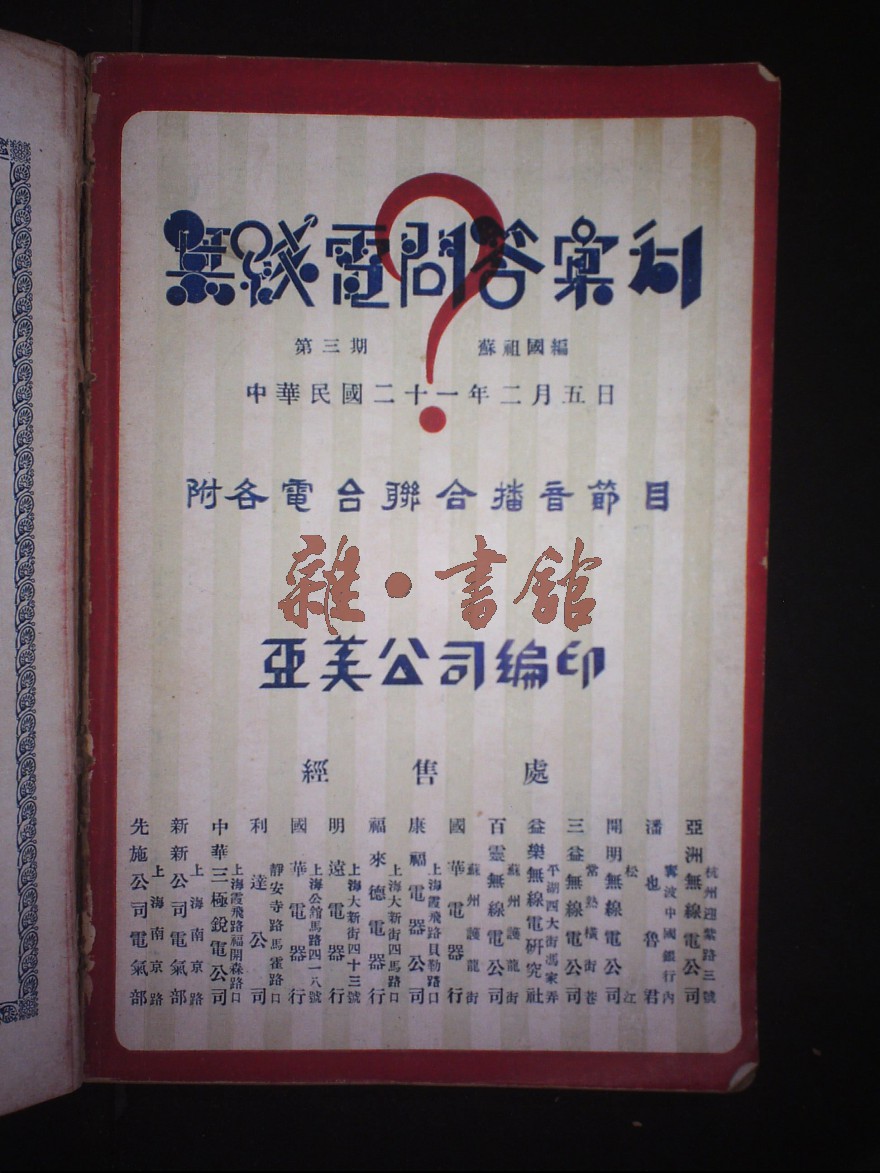 無綫電問答彙刊
第三期 蘇祖國編
中華民國二十一年二月五日
附各電台聯合播音節目
雜·書館
亞美公司編印
經售處
亞洲無線電公司 杭州迎紫路三號
潘也魯君 寧波中國銀行內
開明無線電公司 松江
三益無線電公司 常熟橫街巷
益樂無線電研究社 平湖四大街馮家弄
百靈無線電公司 蘇州護龍街
國華電器行 蘇州護龍街
康福電器公司 上海霞飛路貝勒路口
福來德電器行 上海大新街四馬路口
明遠電器行 上海大新街四十三號
國華電器行 上海公館馬路四一八號
利達公司 靜安寺路馬霍路口
中華三極銳電公司 上海霞飛路福開森路口
新新公司電氣部 上海南京路
先施公司電氣部 上海南京路